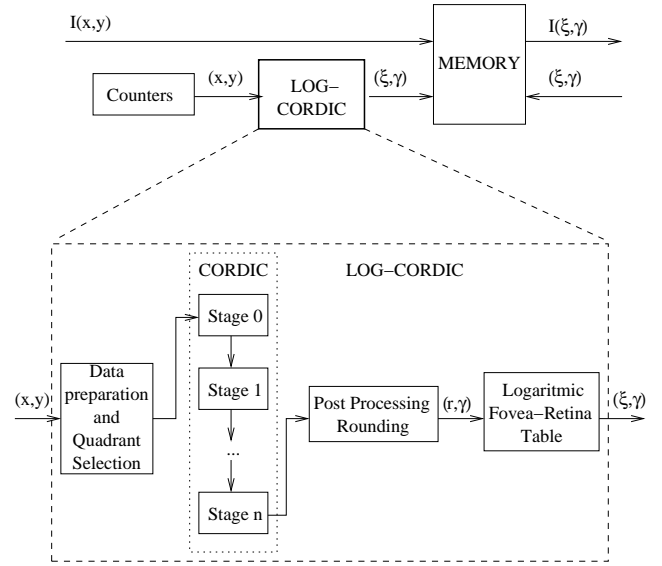 I(x,y)
I(ξ,γ)
MEMORY
(x,y)
LOG–
CORDIC
(ξ,γ)
(ξ,γ)
Counters
CORDIC
LOG–CORDIC
Stage 0
Data
preparation
and
Quadrant
Selection
(x,y)
Stage 1
Post Processing
Rounding
(r,γ)
Logaritmic
Fovea–Retina
Table
(ξ,γ)
...
Stage n